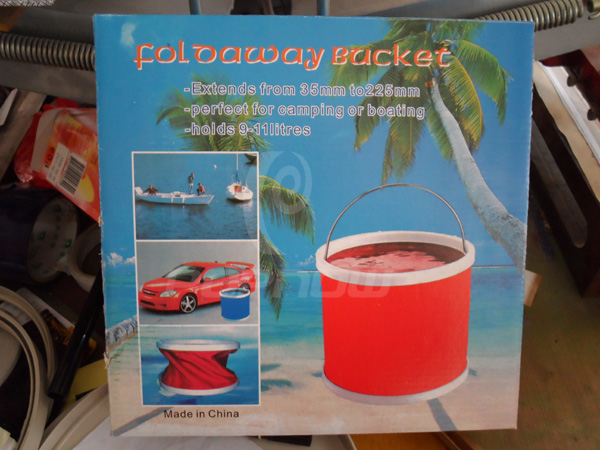 Foldaway Bucket
-Extends from 35mm to225mm
-perfect for camping or boating
-holds 9-11litres
Made in China